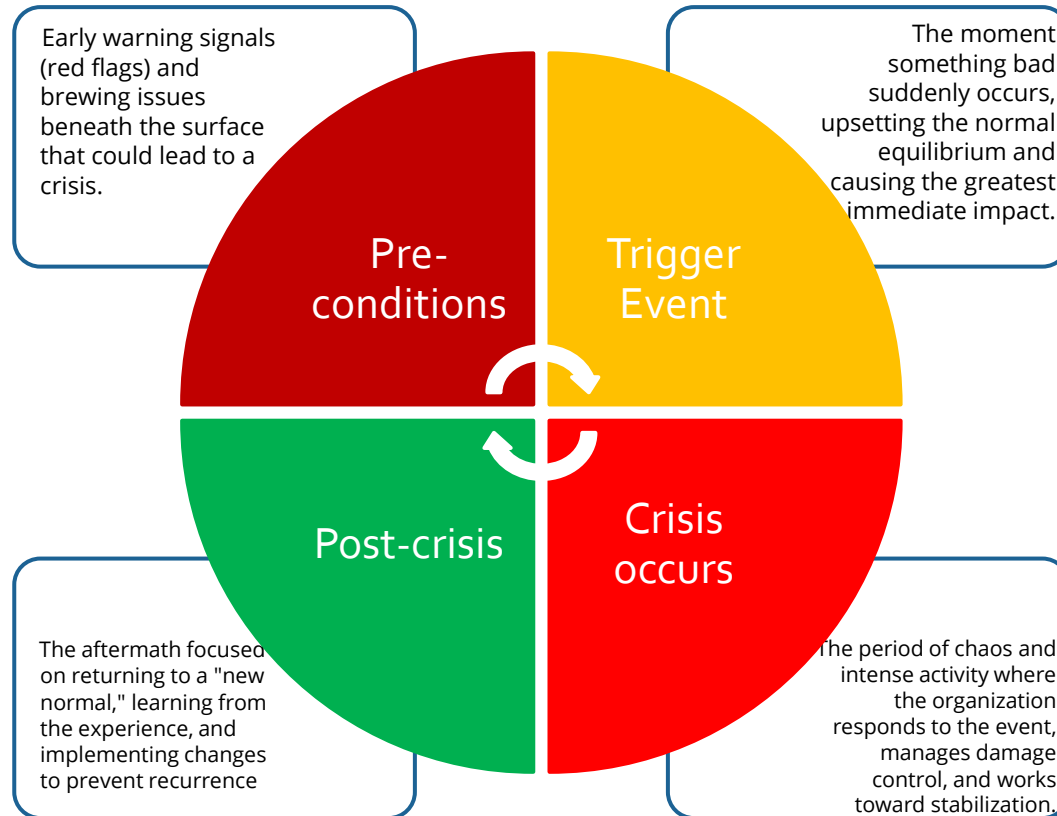 Early warning signals
(red flags) and
brewing issues
beneath the surface
that could lead to a
crisis.
The moment
something bad
suddenly occurs,
upsetting the normal
equilibrium and
causing the greatest
immediate impact.
Pre-
conditions
Trigger
Event
Post-crisis
Crisis
occurs
The aftermath focused
on returning to a "new
normal," learning from
the experience, and
implementing changes
to prevent recurrence
The period of chaos and
intense activity where
the organization
responds to the event,
manages damage
control, and works
toward stabilization.